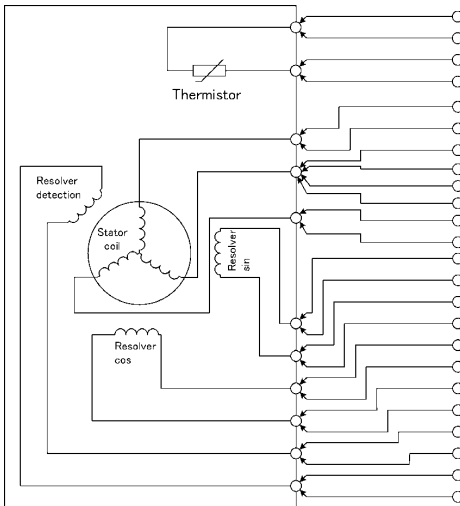 Thermistor
Resolver
detection
Stator
coil
Resolver
sin
Resolver
cos